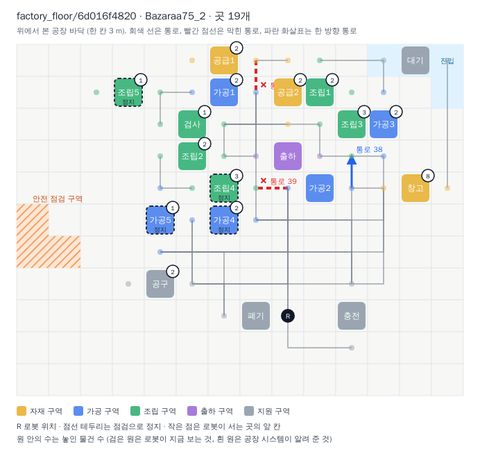 factory_floor/6d016f4820 · Bazaraa75_2 · 곳 19개
위에서 본 공장 바닥 (한 칸 3 m). 회색 선은 통로, 빨간 점선은 막힌 통로, 파란 화살표는 한 방향 통로
공급1 2
대기
전립
조립5 1
정지
가공1 2
✕
공급2 2
조립1 2
검사 1
조립3 3
가공3 2
조립2 2
출하
통로 38
조립4 3
정지
✕ 통로 39
가공2
창고 8
안전 점검 구역
가공5 1
정지
가공4 2
정지
공구 2
폐기
R
충전
자재 구역
가공 구역
조립 구역
출하 구역
지원 구역
R 로봇 위치 · 점선 테두리는 점검으로 정지 · 작은 점은 로봇이 서는 곳의 앞 칸
원 안의 수는 놓인 물건 수 (검은 원은 로봇이 지금 보는 것, 흰 원은 공장 시스템이 알려 준 것)